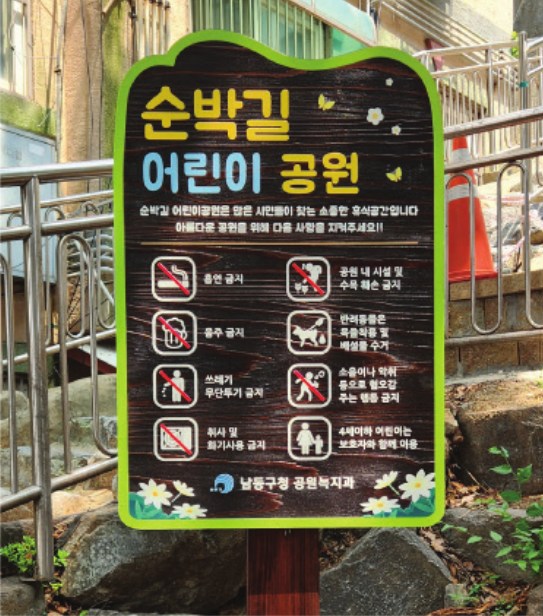 순박길
어린이 공원
순박길 어린이공원은 많은 시민들이 찾는 소중한 휴식공간입니다
아름다운 공원을 위해 다음 사항을 지켜주세요!!
흡연 금지
공원 내 시설 및
수목 훼손 금지
음주 금지
반려동물은
목줄착용 및
배설물 수거
쓰레기
무단투기 금지
소음이나 악취
등으로 혐오감
주는 행동 금지
취사 및
화기사용 금지
4세이하 어린이는
보호자와 함께 이용
남동구청 공원녹지과